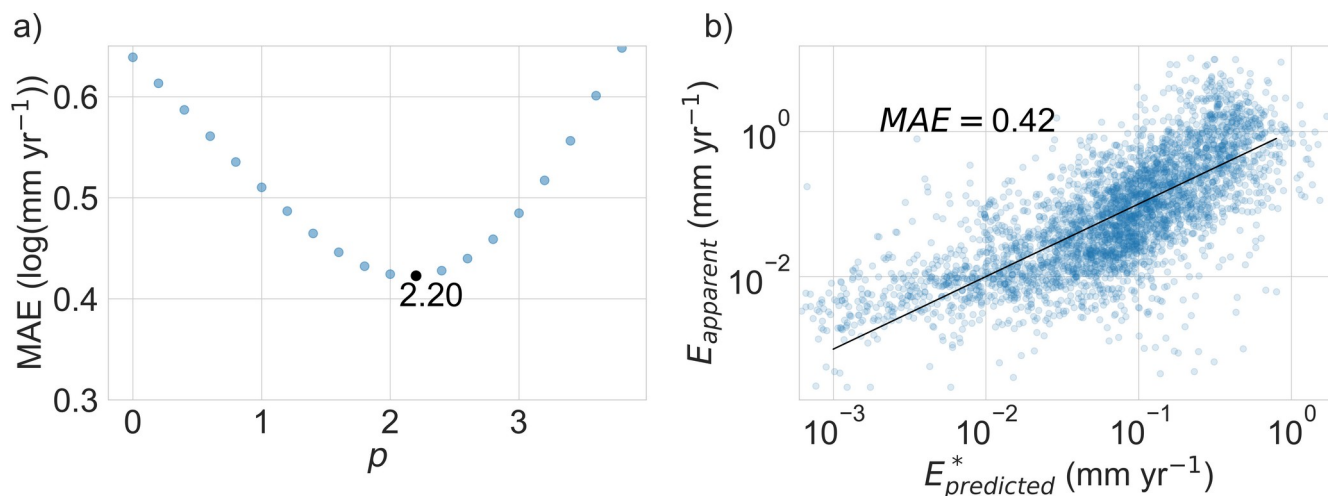 a)
MAE (log(mm yr⁻¹))
0.6
0.5
0.4
0.3
2.20
0
1
2
3
p
b)
E_apparent (mm yr⁻¹)
10⁰
10⁻²
MAE = 0.42
10⁻³
10⁻²
10⁻¹
10⁰
E*_predicted (mm yr⁻¹)